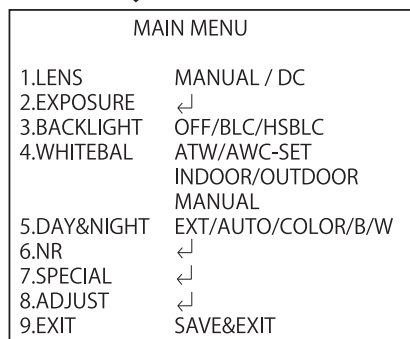 MAIN MENU
1.LENS MANUAL / DC
2.EXPOSURE ↵
3.BACKLIGHT OFF/BLC/HSBLC
4.WHITEBAL ATW/AWC-SET
INDOOR/OUTDOOR
MANUAL
5.DAY&NIGHT EXT/AUTO/COLOR/B/W
6.NR ↵
7.SPECIAL ↵
8.ADJUST ↵
9.EXIT SAVE&EXIT